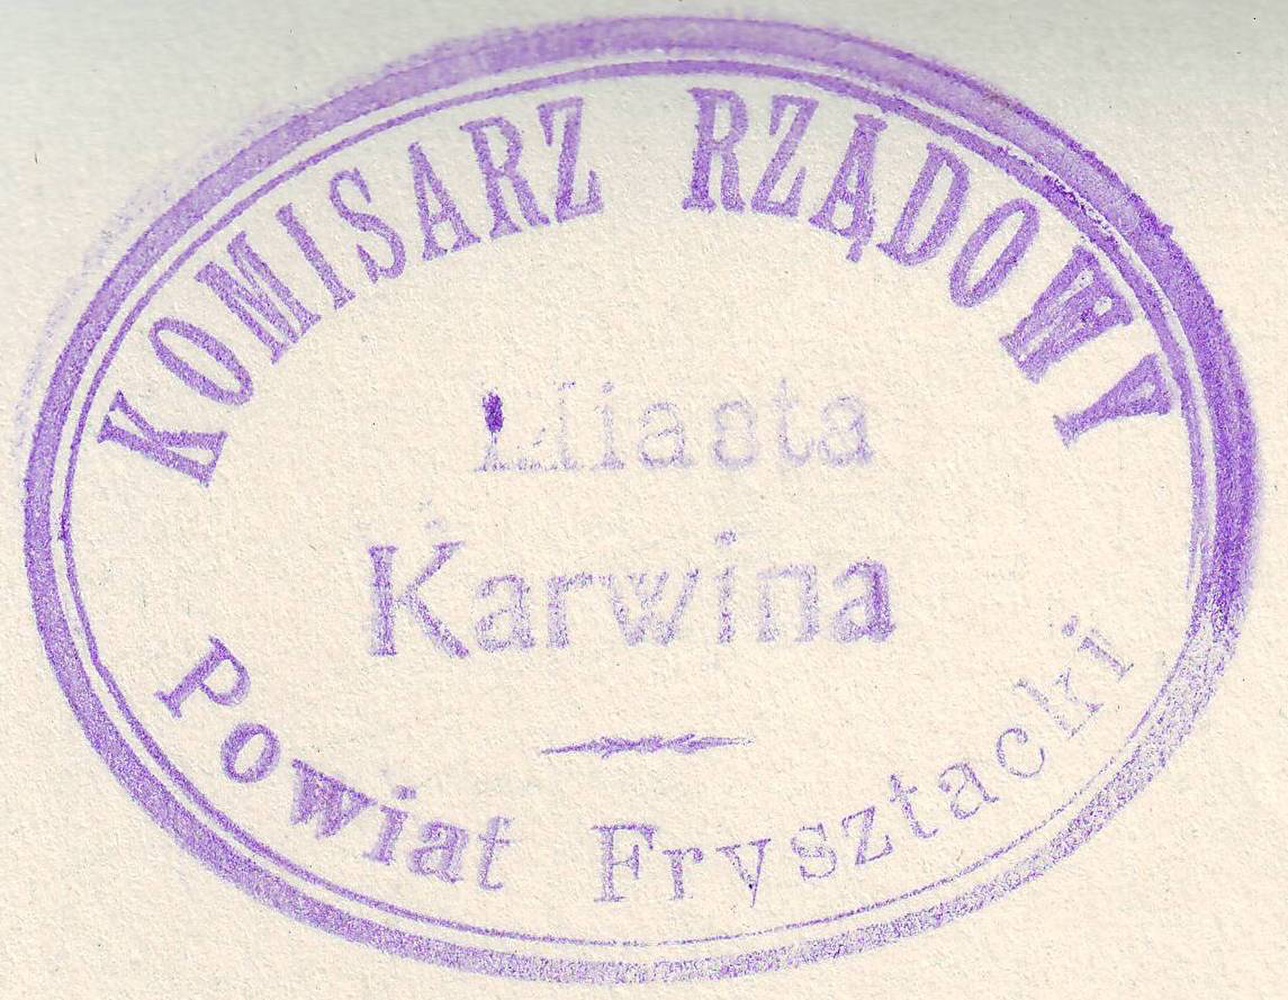 KOMISARZ RZĄDOWY
Miasta
Karwina
Powiat Frysztacki